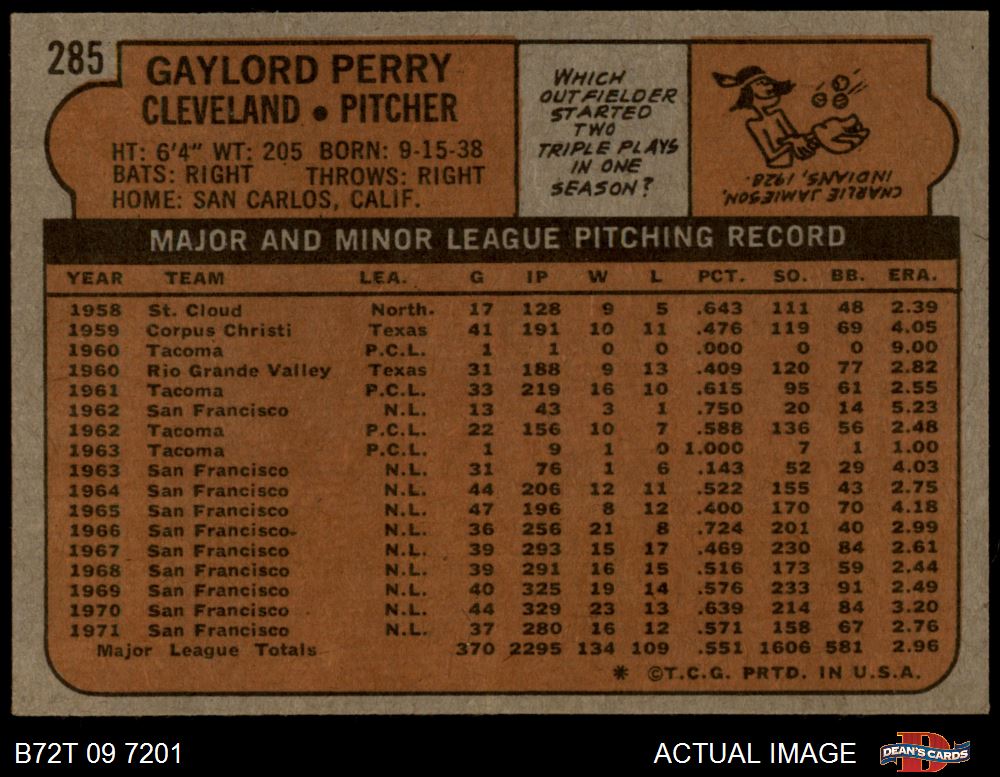 285
GAYLORD PERRY
CLEVELAND • PITCHER
HT: 6'4" WT: 205 BORN: 9-15-38
BATS: RIGHT THROWS: RIGHT
HOME: SAN CARLOS, CALIF.
WHICH
OUTFIELDER
STARTED
TWO
TRIPLE PLAYS
IN ONE
SEASON?
CHARLIE JAMIESON,
INDIANS, 1928.
MAJOR AND MINOR LEAGUE PITCHING RECORD
YEAR TEAM LEA. G IP W L PCT. SO. BB. ERA.
1958 St. Cloud North. 17 128 9 5 .643 111 48 2.39
1959 Corpus Christi Texas 41 191 10 11 .476 119 69 4.05
1960 Tacoma P.C.L. 1 1 0 0 .000 0 0 9.00
1960 Rio Grande Valley Texas 31 188 9 13 .409 120 77 2.82
1961 Tacoma P.C.L. 33 219 16 10 .615 95 61 2.55
1962 San Francisco N.L. 13 43 3 1 .750 20 14 5.23
1962 Tacoma P.C.L. 22 156 10 7 .588 136 56 2.48
1963 Tacoma P.C.L. 1 9 1 0 1.000 7 1 1.00
1963 San Francisco N.L. 31 76 1 6 .143 52 29 4.03
1964 San Francisco N.L. 44 206 12 11 .522 155 43 2.75
1965 San Francisco N.L. 47 196 8 12 .400 170 70 4.18
1966 San Francisco N.L. 36 256 21 8 .724 201 40 2.99
1967 San Francisco N.L. 39 293 15 17 .469 230 84 2.61
1968 San Francisco N.L. 39 291 16 15 .516 173 59 2.44
1969 San Francisco N.L. 40 325 19 14 .576 233 91 2.49
1970 San Francisco N.L. 44 329 23 13 .639 214 84 3.20
1971 San Francisco N.L. 37 280 16 12 .571 158 67 2.76
Major League Totals 370 2295 134 109 .551 1606 581 2.96
* ©T.C.G. PRTD. IN U.S.A.
B72T 09 7201 ACTUAL IMAGE DEAN'S CARDS